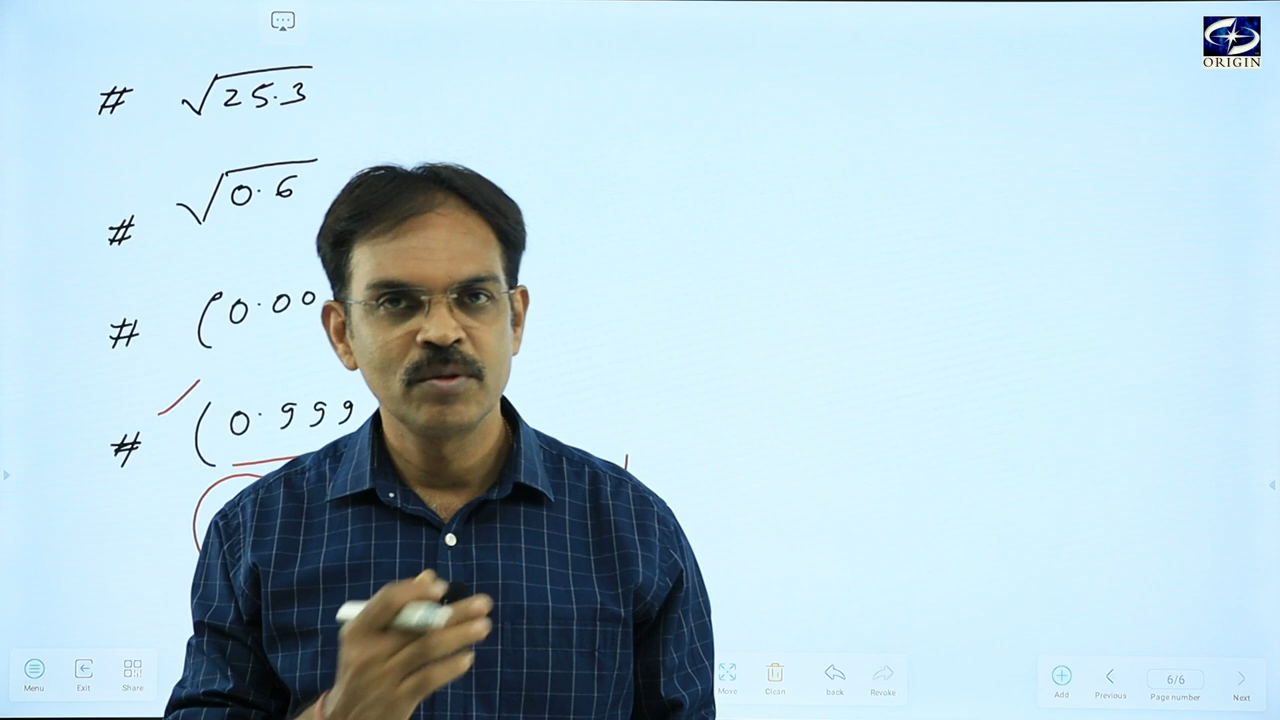 ORIGIN
# √25.3
# √0.6
# (0.00
# (0.999
Menu Exit Share Move Clean back Revoke Add Previous 6/6 Page number Next